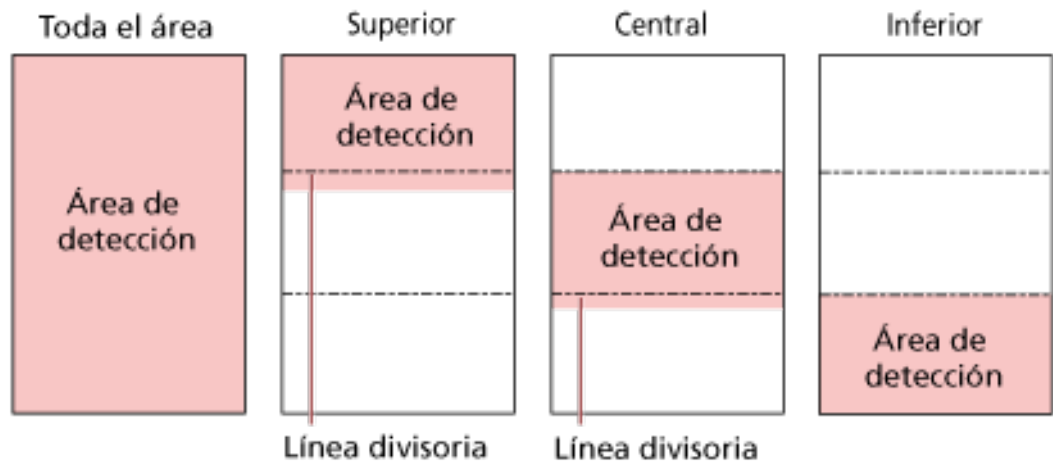 Toda el área
Superior
Central
Inferior
Área de
detección
Área de
detección
Área de
detección
Área de
detección
Línea divisoria
Línea divisoria